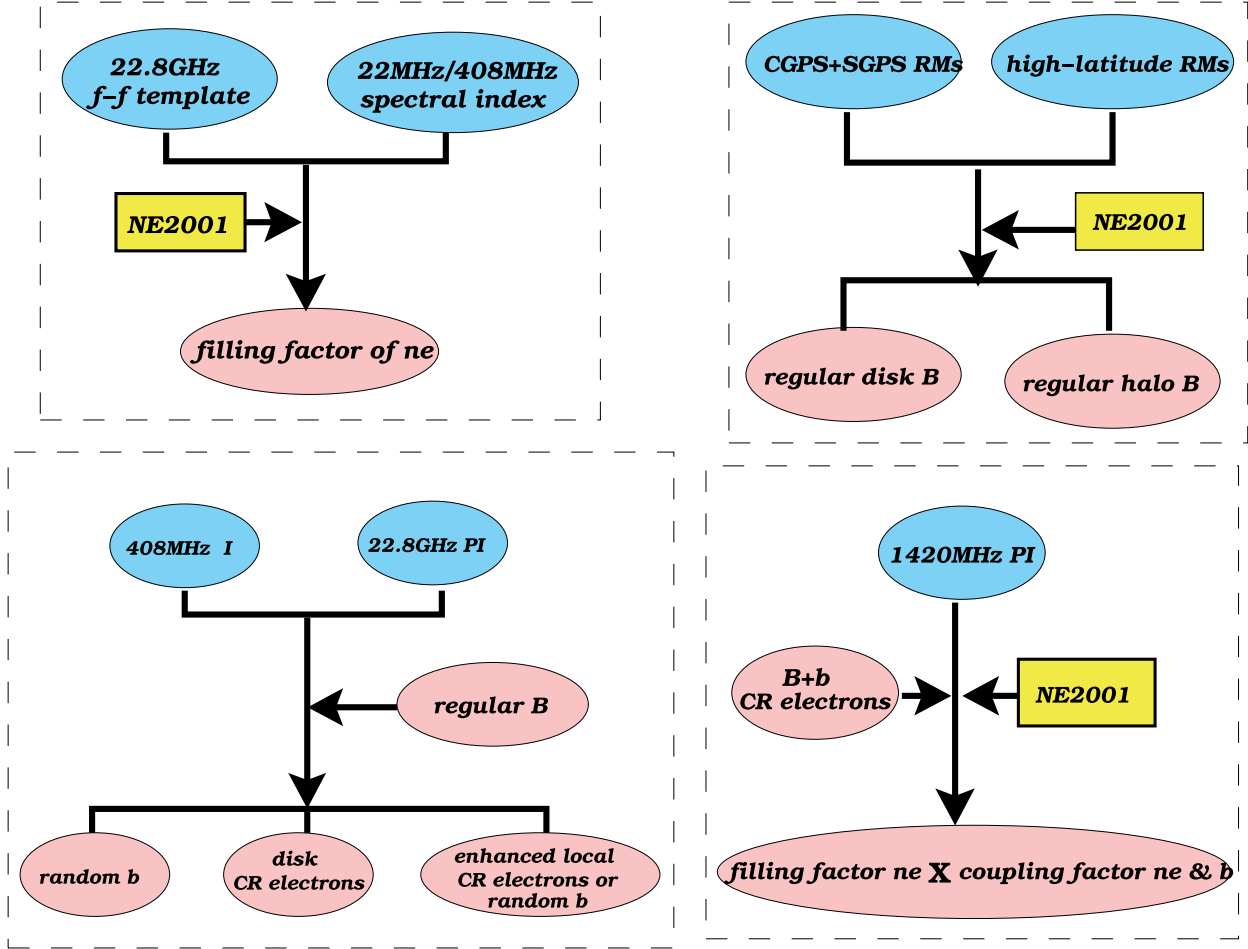 22.8GHz
f-f template
22MHz/408MHz
spectral index
NE2001
filling factor of ne
CGPS+SGPS RMs
high-latitude RMs
NE2001
regular disk B
regular halo B
408MHz I
22.8GHz PI
regular B
random b
disk
CR electrons
enhanced local
CR electrons or
random b
1420MHz PI
B+b
CR electrons
NE2001
filling factor ne X coupling factor ne & b